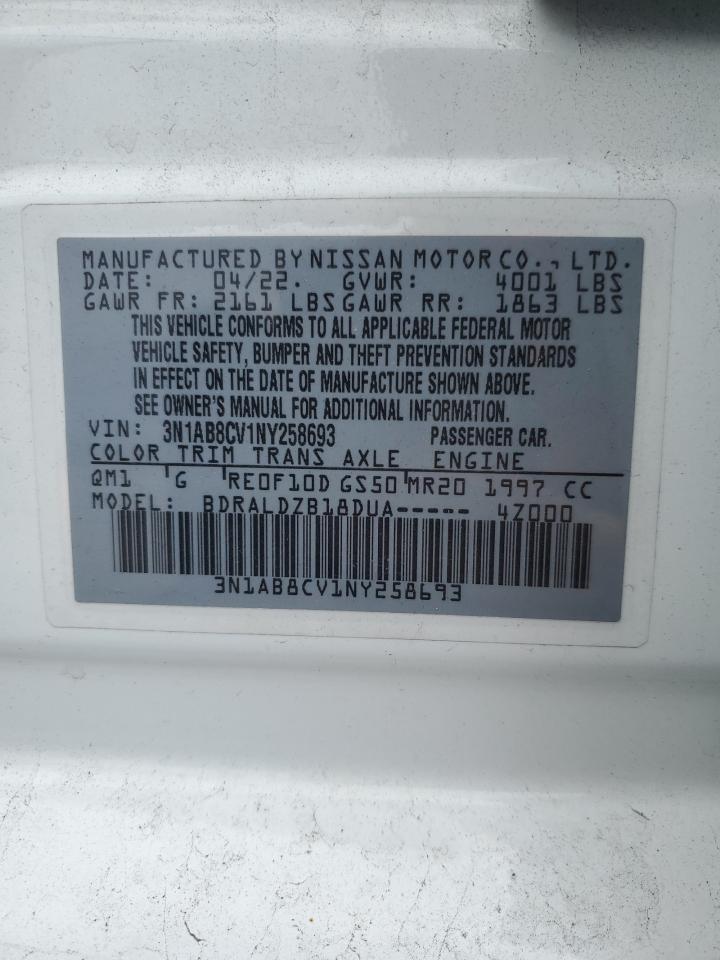 MANUFACTURED BY NISSAN MOTOR CO., LTD.
DATE: 04/22. GVWR: 4001 LBS
GAWR FR: 2161 LBS GAWR RR: 1863 LBS
THIS VEHICLE CONFORMS TO ALL APPLICABLE FEDERAL MOTOR
VEHICLE SAFETY, BUMPER AND THEFT PREVENTION STANDARDS
IN EFFECT ON THE DATE OF MANUFACTURE SHOWN ABOVE.
SEE OWNER'S MANUAL FOR ADDITIONAL INFORMATION.
VIN: 3N1AB8CV1NY258693 PASSENGER CAR.
COLOR TRIM TRANS AXLE ENGINE
QM1 G RE0F10D GS50 MR20 1997 CC
MODEL: BDRALDZB18DUA----- 4Z000
3N1AB8CV1NY258693